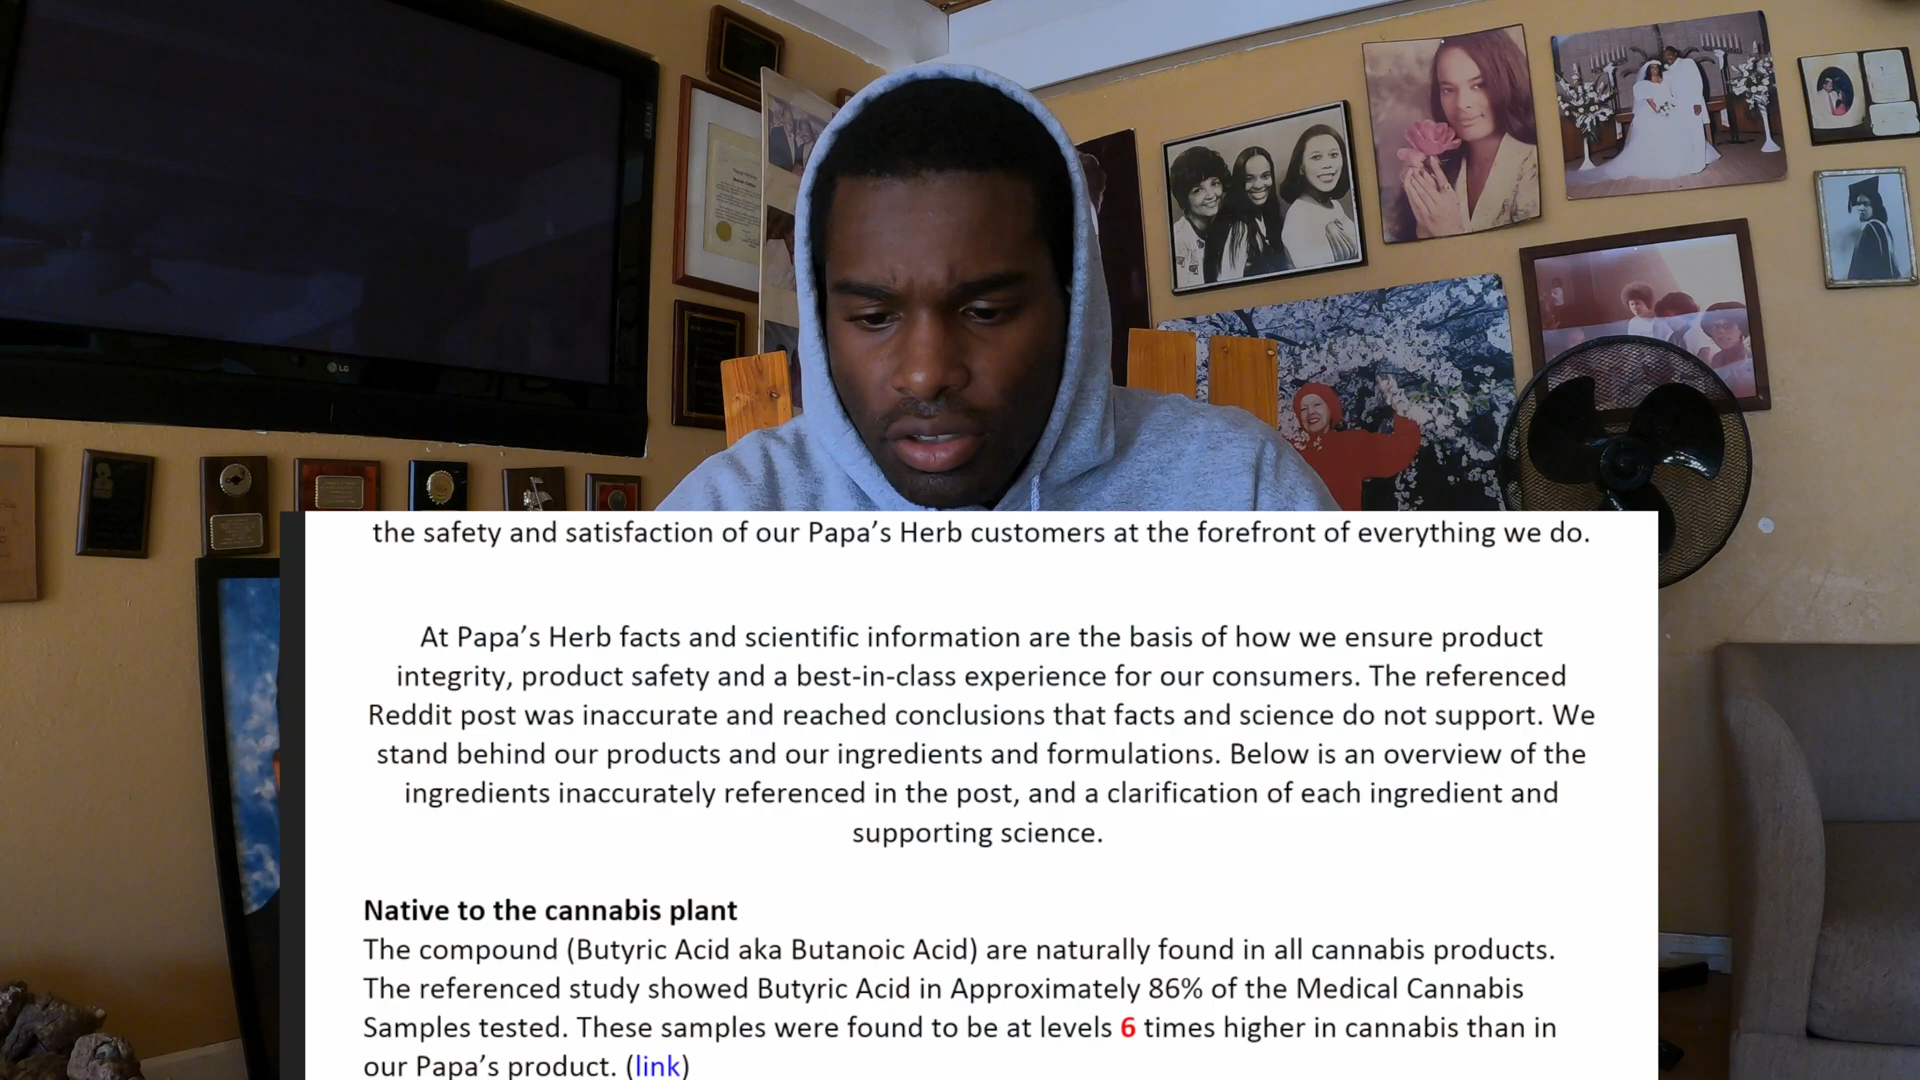 LG
the safety and satisfaction of our Papa’s Herb customers at the forefront of everything we do.
At Papa’s Herb facts and scientific information are the basis of how we ensure product
integrity, product safety and a best-in-class experience for our consumers. The referenced
Reddit post was inaccurate and reached conclusions that facts and science do not support. We
stand behind our products and our ingredients and formulations. Below is an overview of the
ingredients inaccurately referenced in the post, and a clarification of each ingredient and
supporting science.
Native to the cannabis plant
The compound (Butyric Acid aka Butanoic Acid) are naturally found in all cannabis products.
The referenced study showed Butyric Acid in Approximately 86% of the Medical Cannabis
Samples tested. These samples were found to be at levels 6 times higher in cannabis than in
our Papa’s product. (link)